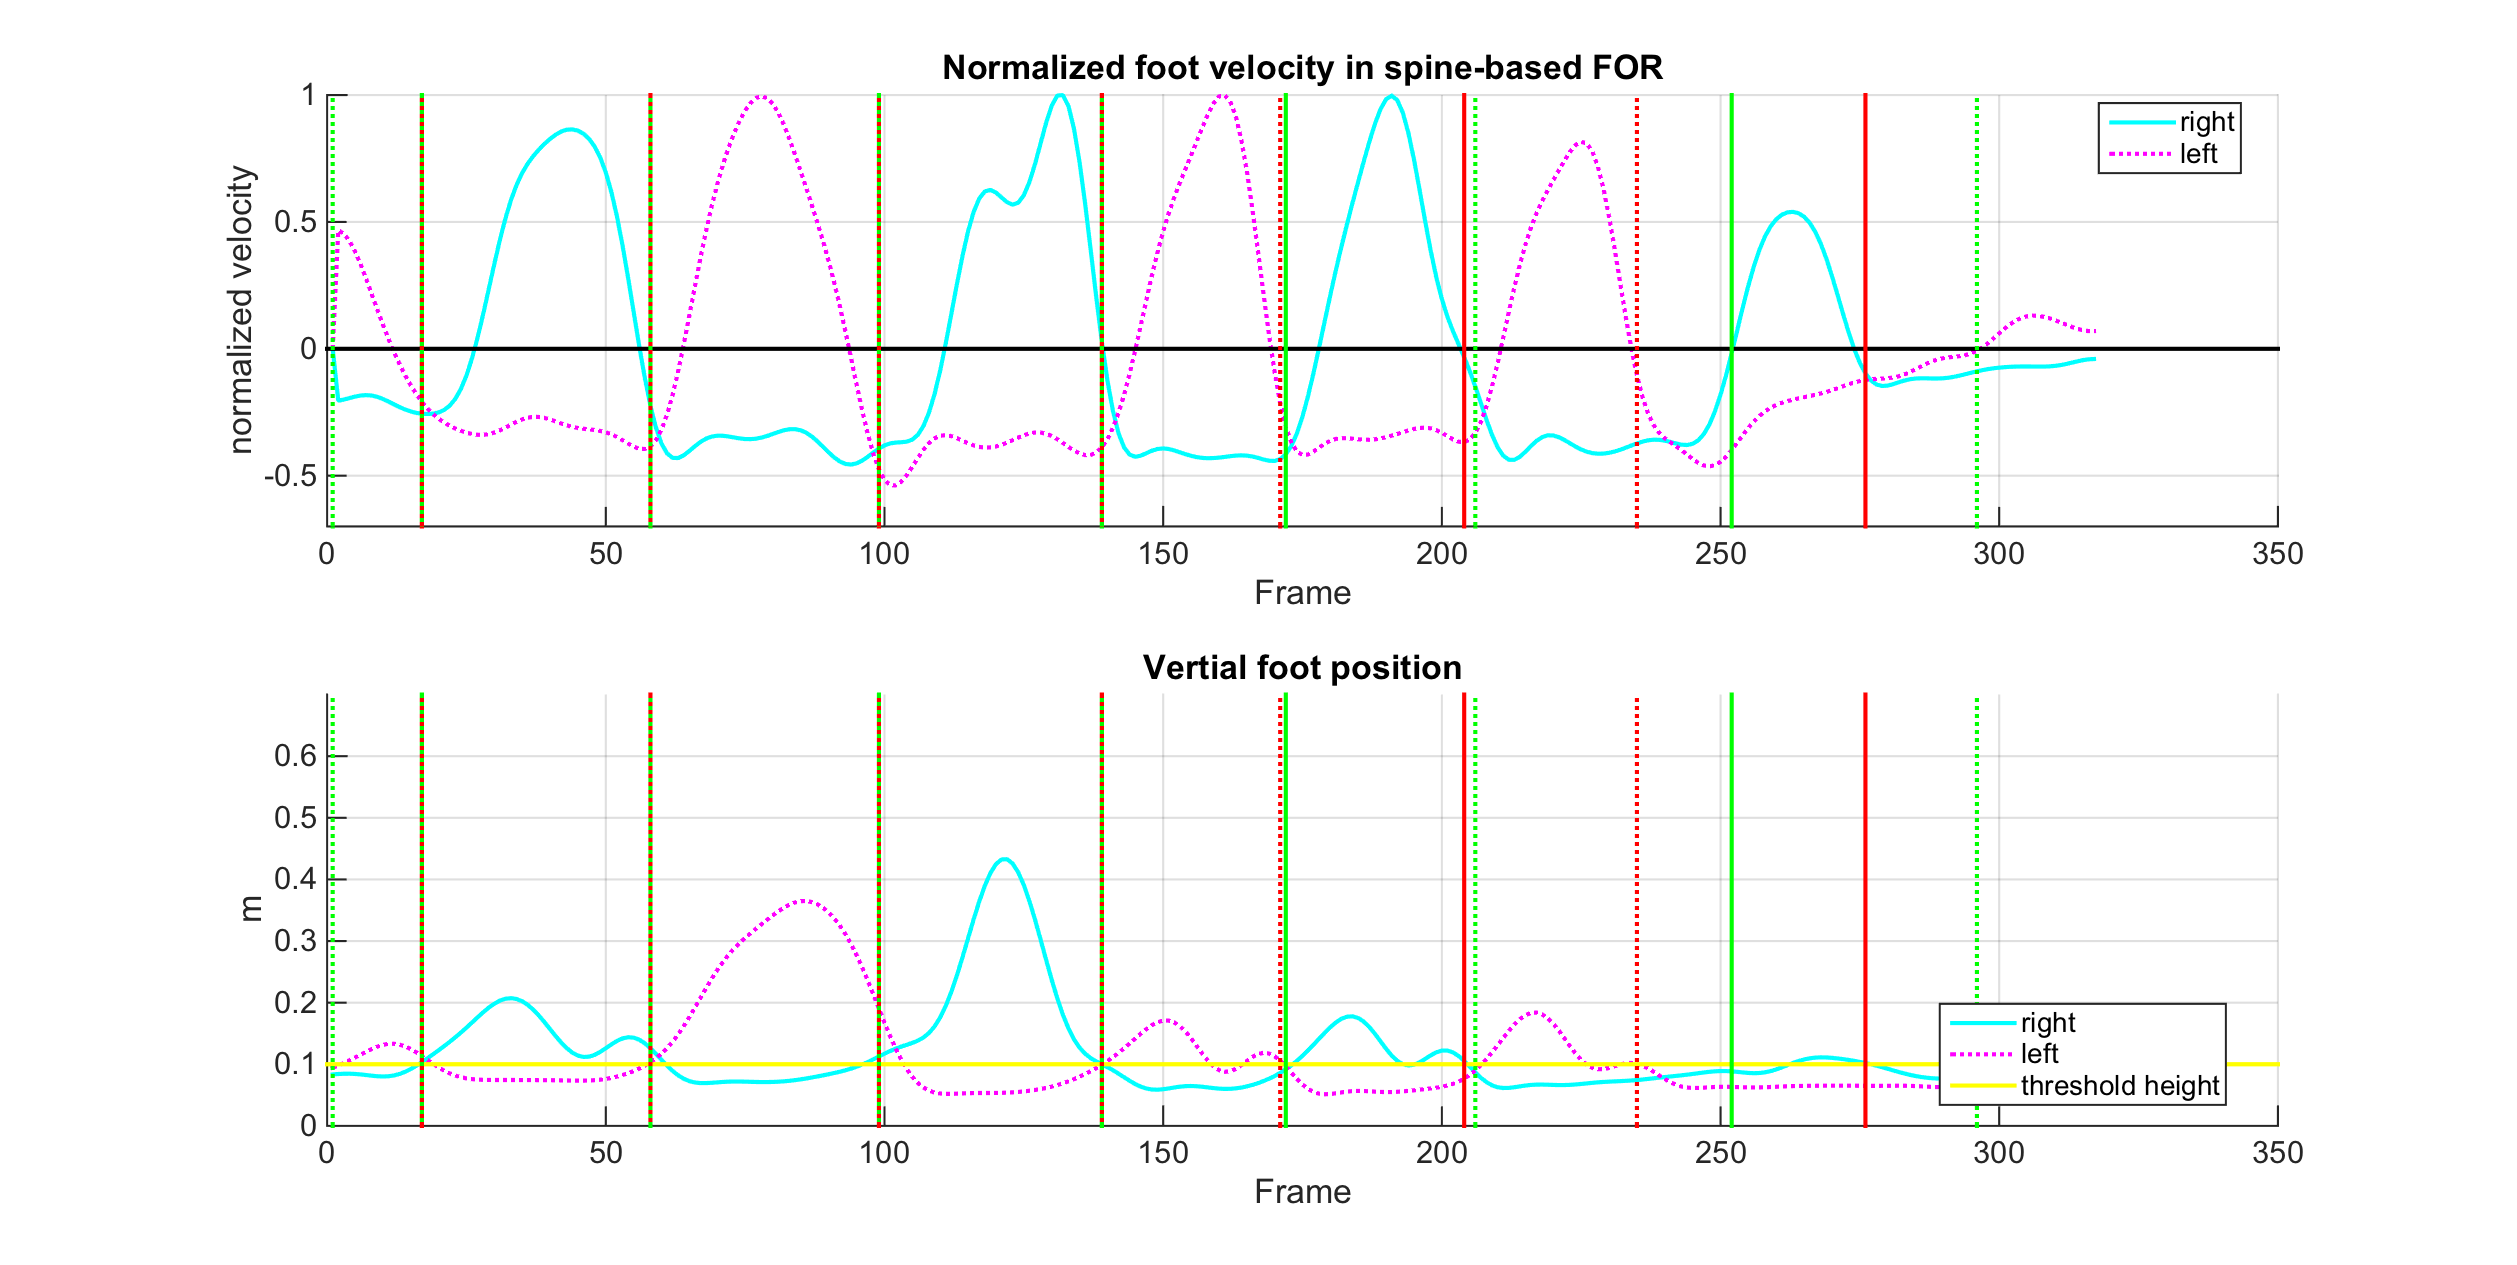 Normalized foot velocity in spine-based FOR
normalized velocity
1
0.5
0
-0.5
0 50 100 150 200 250 300 350
Frame
right
left
Vertial foot position
m
0.6
0.5
0.4
0.3
0.2
0.1
0
0 50 100 150 200 250 300 350
Frame
right
left
threshold height